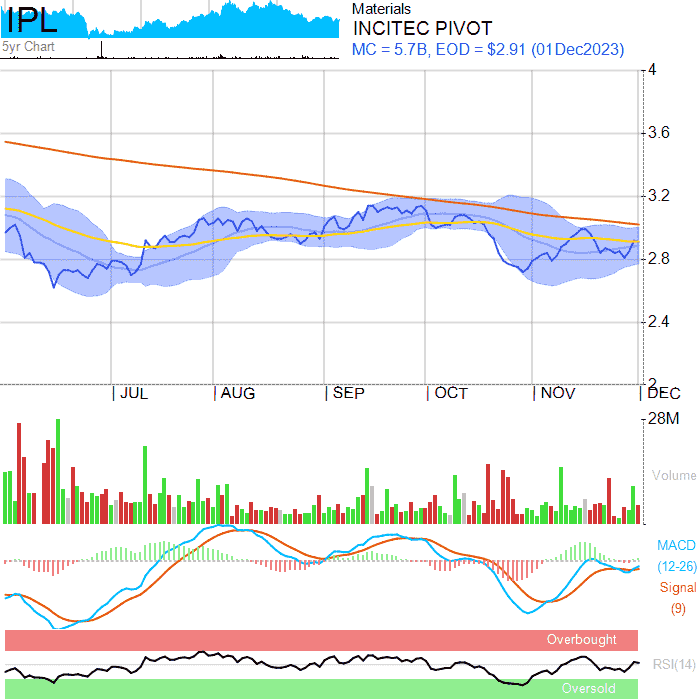 IPL
5yr Chart
Materials
INCITEC PIVOT
MC = 5.7B, EOD = $2.91 (01Dec2023)
4
3.6
3.2
2.8
2.4
2
JUL AUG SEP OCT NOV DEC
28M
Volume
MACD
(12-26)
Signal
(9)
Overbought
RSI(14)
Oversold